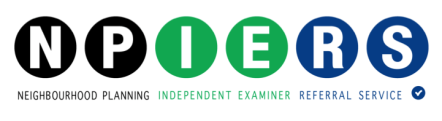 NPIERS
NEIGHBOURHOOD PLANNING INDEPENDENT EXAMINER REFERRAL SERVICE